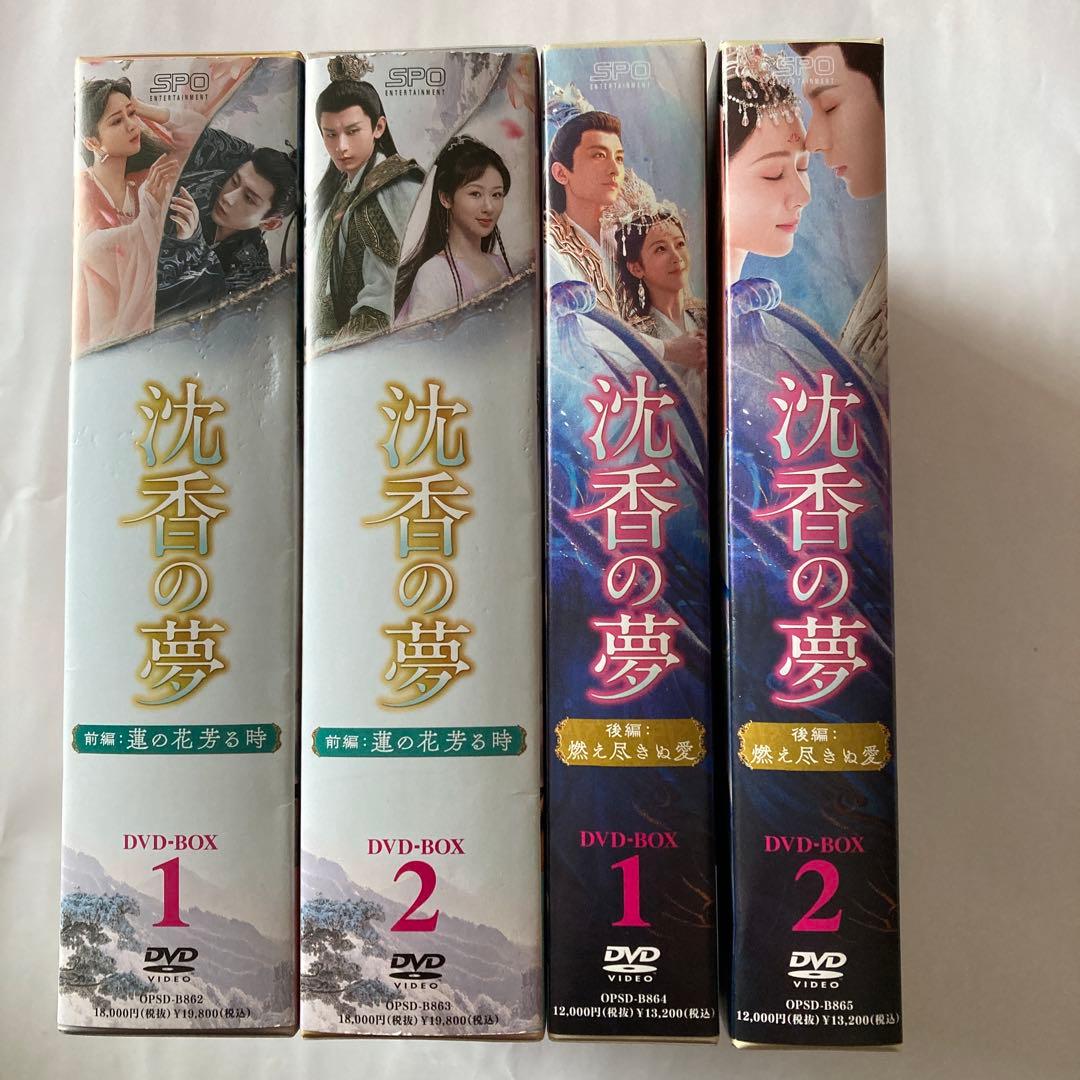 SPO
ENTERTAINMENT
沈香の夢
前編：蓮の花芳る時
DVD-BOX
1
DVD
VIDEO
OPSD-B862
18,000円(税抜)¥19,800(税込)
SPO
ENTERTAINMENT
沈香の夢
前編：蓮の花芳る時
DVD-BOX
2
DVD
VIDEO
OPSD-B863
18,000円(税抜)¥19,800(税込)
SPO
ENTERTAINMENT
沈香の夢
後編：
燃え尽きぬ愛
DVD-BOX
1
DVD
VIDEO
OPSD-B864
12,000円(税抜)¥13,200(税込)
SPO
ENTERTAINMENT
沈香の夢
後編：
燃え尽きぬ愛
DVD-BOX
2
DVD
VIDEO
OPSD-B865
12,000円(税抜)¥13,200(税込)